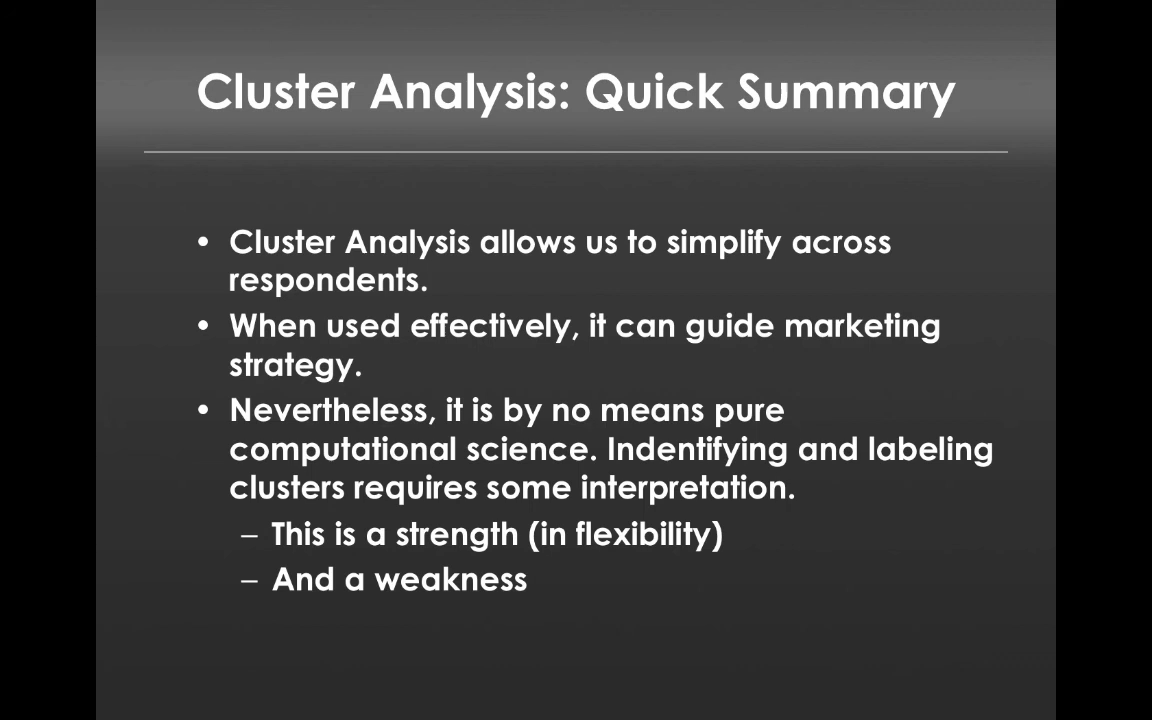 Cluster Analysis: Quick Summary
• Cluster Analysis allows us to simplify across
respondents.
• When used effectively, it can guide marketing
strategy.
• Nevertheless, it is by no means pure
computational science. Indentifying and labeling
clusters requires some interpretation.
– This is a strength (in flexibility)
– And a weakness